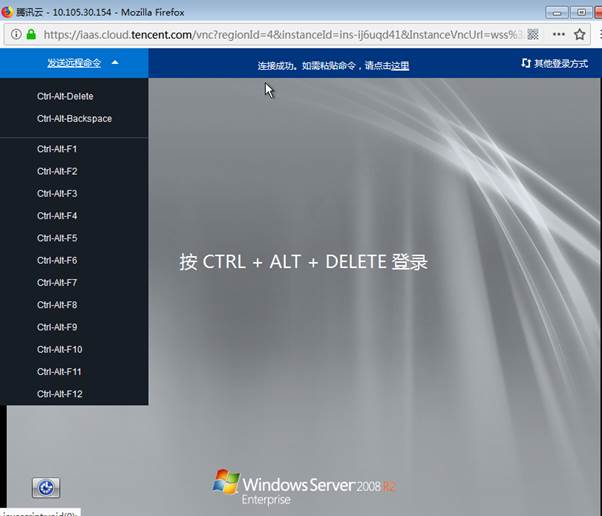 腾讯云 - 10.105.30.154 - Mozilla Firefox
https://iaas.cloud.tencent.com/vnc?regionId=4&instanceId=ins-ij6uqd41&InstanceVncUrl=wss%3
发送远程命令
连接成功。如需粘贴命令，请点击这里
其他登录方式
Ctrl-Alt-Delete
Ctrl-Alt-Backspace
Ctrl-Alt-F1
Ctrl-Alt-F2
Ctrl-Alt-F3
Ctrl-Alt-F4
Ctrl-Alt-F5
Ctrl-Alt-F6
Ctrl-Alt-F7
Ctrl-Alt-F8
Ctrl-Alt-F9
Ctrl-Alt-F10
Ctrl-Alt-F11
Ctrl-Alt-F12
按 CTRL + ALT + DELETE 登录
Windows Server 2008 R2
Enterprise
javascript:void(0);